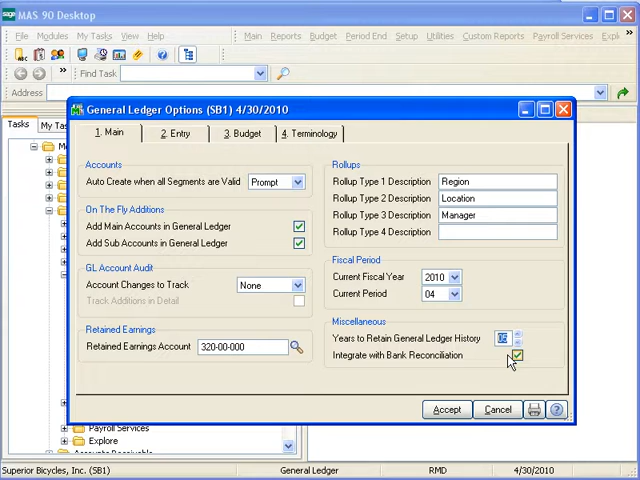 sage MAS 90 Desktop
File Modules Tasks View Help Main Reports Budget Period End Setup Utilities Custom Reports Payroll Services Expl »
» Find Task
Address
Tasks My Ta
General Ledger Options (SB1) 4/30/2010
1. Main 2. Entry 3. Budget 4. Terminology
Accounts
Auto Create when all Segments are Valid Prompt
On The Fly Additions
Add Main Accounts in General Ledger
Add Sub Accounts in General Ledger
GL Account Audit
Account Changes to Track None
Track Additions in Detail
Retained Earnings
Retained Earnings Account 320-00-000
Rollups
Rollup Type 1 Description Region
Rollup Type 2 Description Location
Rollup Type 3 Description Manager
Rollup Type 4 Description
Fiscal Period
Current Fiscal Year 2010
Current Period 04
Miscellaneous
Years to Retain General Ledger History
Integrate with Bank Reconciliation
Accept Cancel
Payroll Services
Explore
Accounts Receivable
Superior Bicycles, Inc. (SB1) General Ledger RMD 4/30/2010